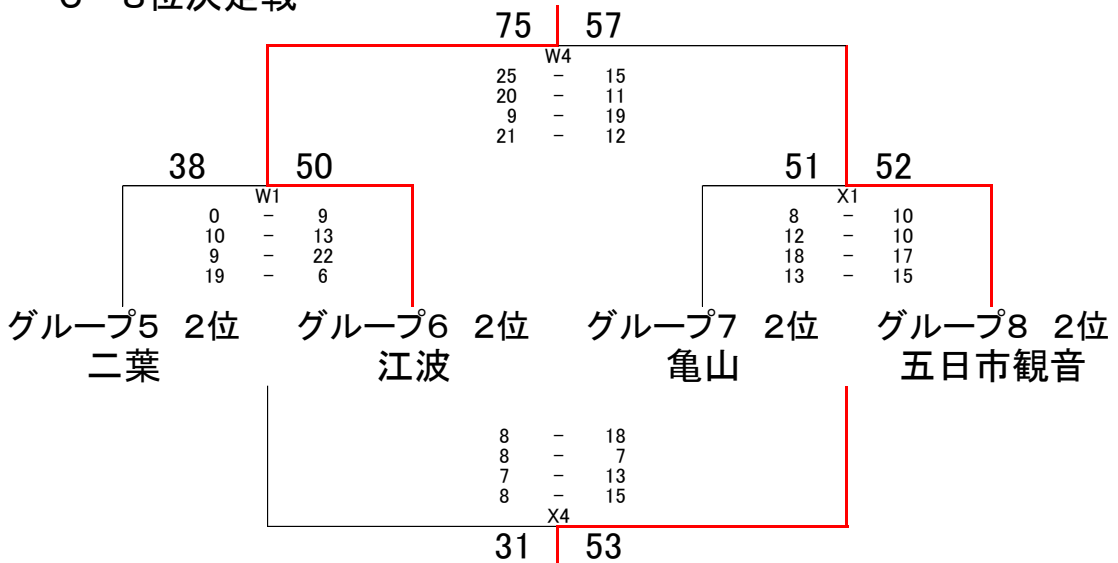 位決定戦
75 57
W4
25 - 15
20 - 11
9 - 19
21 - 12
38 50 51 52
W1 X1
0 - 9 8 - 10
10 - 13 12 - 10
9 - 22 18 - 17
19 - 6 13 - 15
グループ5 2位 グループ6 2位 グループ7 2位 グループ8 2位
二葉 江波 亀山 五日市観音
8 - 18
8 - 7
7 - 13
8 - 15
X4
31 53